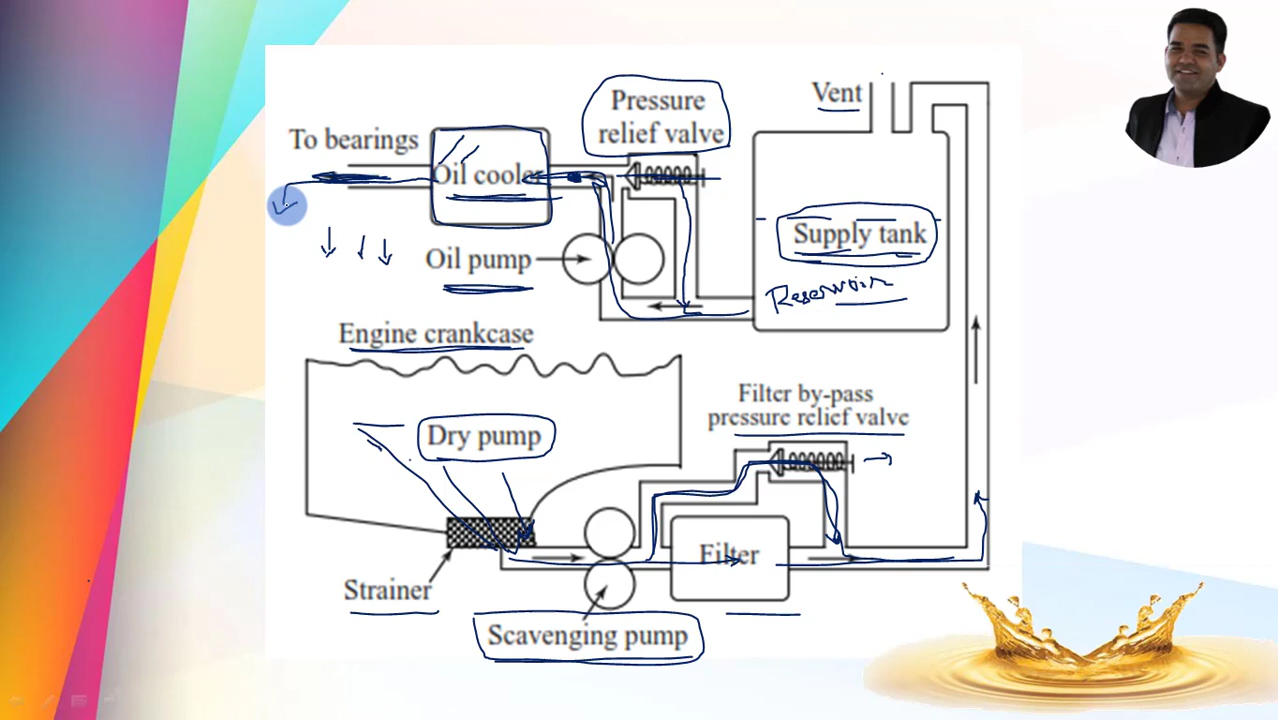 Pressure
relief valve
Vent
To bearings
Oil cooler
Supply tank
Oil pump
Reservoir
Engine crankcase
Filter by-pass
pressure relief valve
Dry pump
Filter
Strainer
Scavenging pump